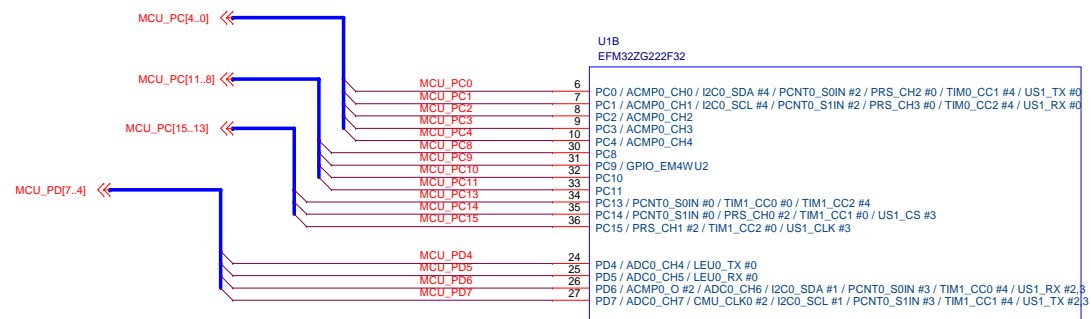 MCU_PC[4..0]
U1B
EFM32ZG222F32
MCU_PC[11..8]
MCU_PC0 6 PC0 / ACMP0_CH0 / I2C0_SDA #4 / PCNT0_S0IN #2 / PRS_CH2 #0 / TIM0_CC1 #4 / US1_TX #0
MCU_PC1 7 PC1 / ACMP0_CH1 / I2C0_SCL #4 / PCNT0_S1IN #2 / PRS_CH3 #0 / TIM0_CC2 #4 / US1_RX #0
MCU_PC2 8 PC2 / ACMP0_CH2
MCU_PC3 9 PC3 / ACMP0_CH3
MCU_PC[15..13]
MCU_PC4 10 PC4 / ACMP0_CH4
MCU_PC8 30 PC8
MCU_PC9 31 PC9 / GPIO_EM4WU2
MCU_PC10 32 PC10
MCU_PC11 33 PC11
MCU_PD[7..4]
MCU_PC13 34 PC13 / PCNT0_S0IN #0 / TIM1_CC0 #0 / TIM1_CC2 #4
MCU_PC14 35 PC14 / PCNT0_S1IN #0 / PRS_CH0 #2 / TIM1_CC1 #0 / US1_CS #3
MCU_PC15 36 PC15 / PRS_CH1 #2 / TIM1_CC2 #0 / US1_CLK #3
MCU_PD4 24 PD4 / ADC0_CH4 / LEU0_TX #0
MCU_PD5 25 PD5 / ADC0_CH5 / LEU0_RX #0
MCU_PD6 26 PD6 / ACMP0_O #2 / ADC0_CH6 / I2C0_SDA #1 / PCNT0_S0IN #3 / TIM1_CC0 #4 / US1_RX #2,3
MCU_PD7 27 PD7 / ADC0_CH7 / CMU_CLK0 #2 / I2C0_SCL #1 / PCNT0_S1IN #3 / TIM1_CC1 #4 / US1_TX #2,3